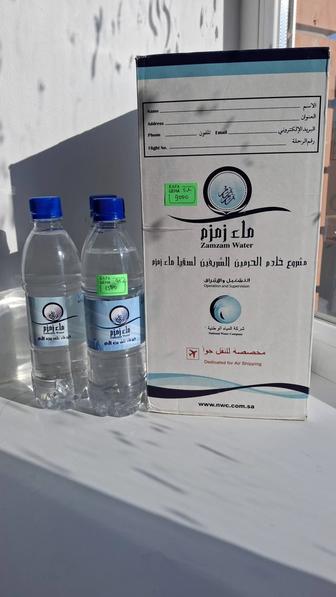 Name الاسم
Address العنوان
Phone تلفون Email البريد الإلكتروني
Flight No. رقم الرحلة
ماء زمزم
Zamzam Water
مشروع خادم الحرمين الشريفين لسقيا ماء زمزم
التشغيل والإشراف
Operation and Supervision
شركة المياه الوطنية
National Water Company
مخصصة للنقل جوا
Dedicated for Air Shipping
www.nwc.com.sa
ماء زمزم
ماء زمزم